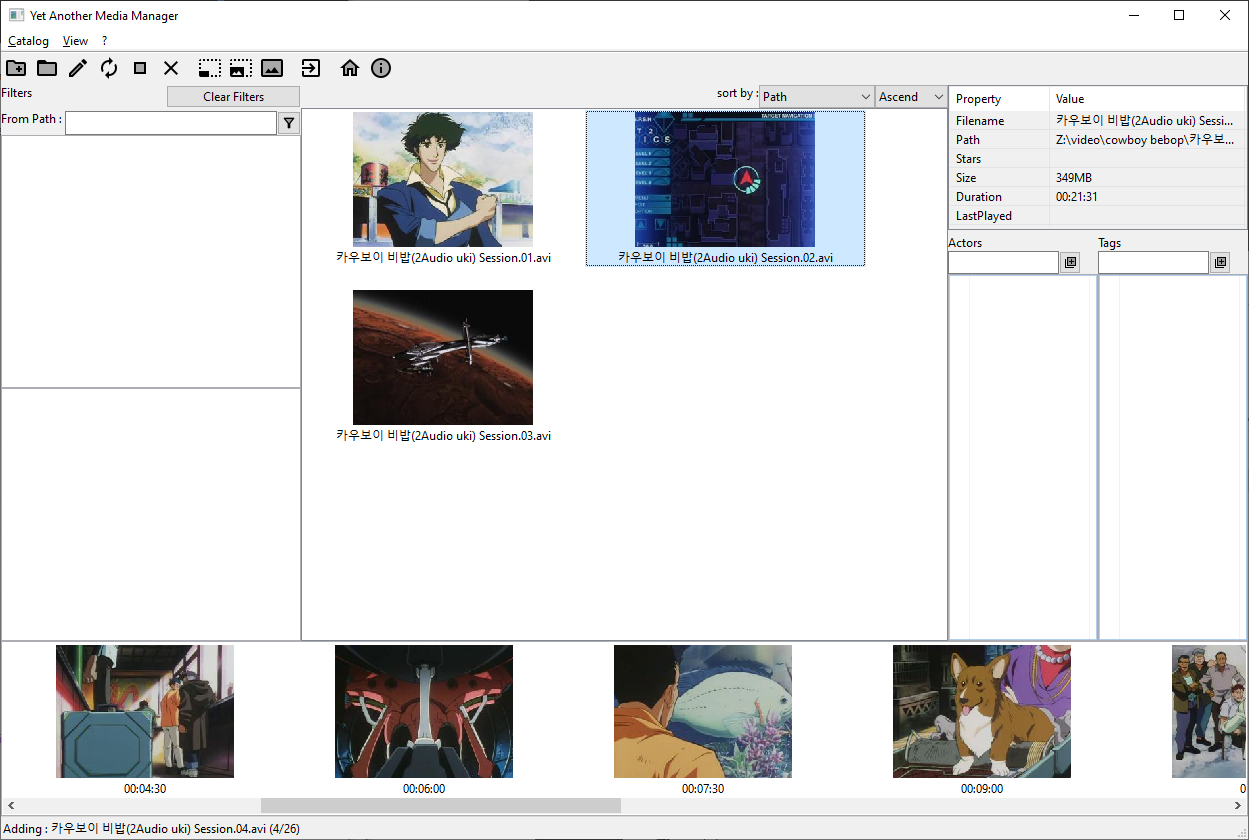 Yet Another Media Manager
Catalog View ?
Filters
Clear Filters
From Path :
sort by : Path Ascend
카우보이 비밥(2Audio uki) Session.01.avi
TARGET NAVIGATION
카우보이 비밥(2Audio uki) Session.02.avi
카우보이 비밥(2Audio uki) Session.03.avi
Property Value
Filename 카우보이 비밥(2Audio uki) Sessi...
Path Z:\video\cowboy bebop\카우보...
Stars
Size 349MB
Duration 00:21:31
LastPlayed
Actors Tags
00:04:30 00:06:00 00:07:30 00:09:00 0
Adding : 카우보이 비밥(2Audio uki) Session.04.avi (4/26)